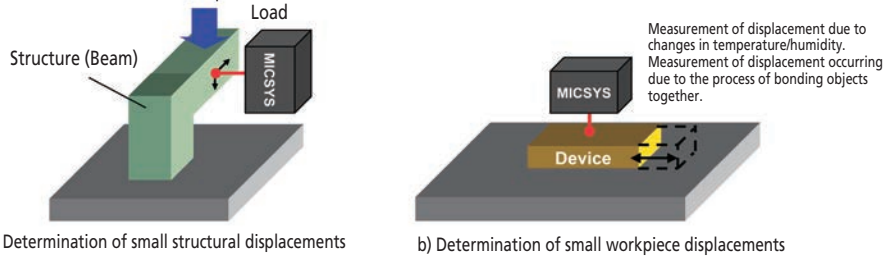 Load
Structure (Beam)
MICSYS
Determination of small structural displacements
Measurement of displacement due to
changes in temperature/humidity.
Measurement of displacement occurring
due to the process of bonding objects
together.
MICSYS
Device
b) Determination of small workpiece displacements